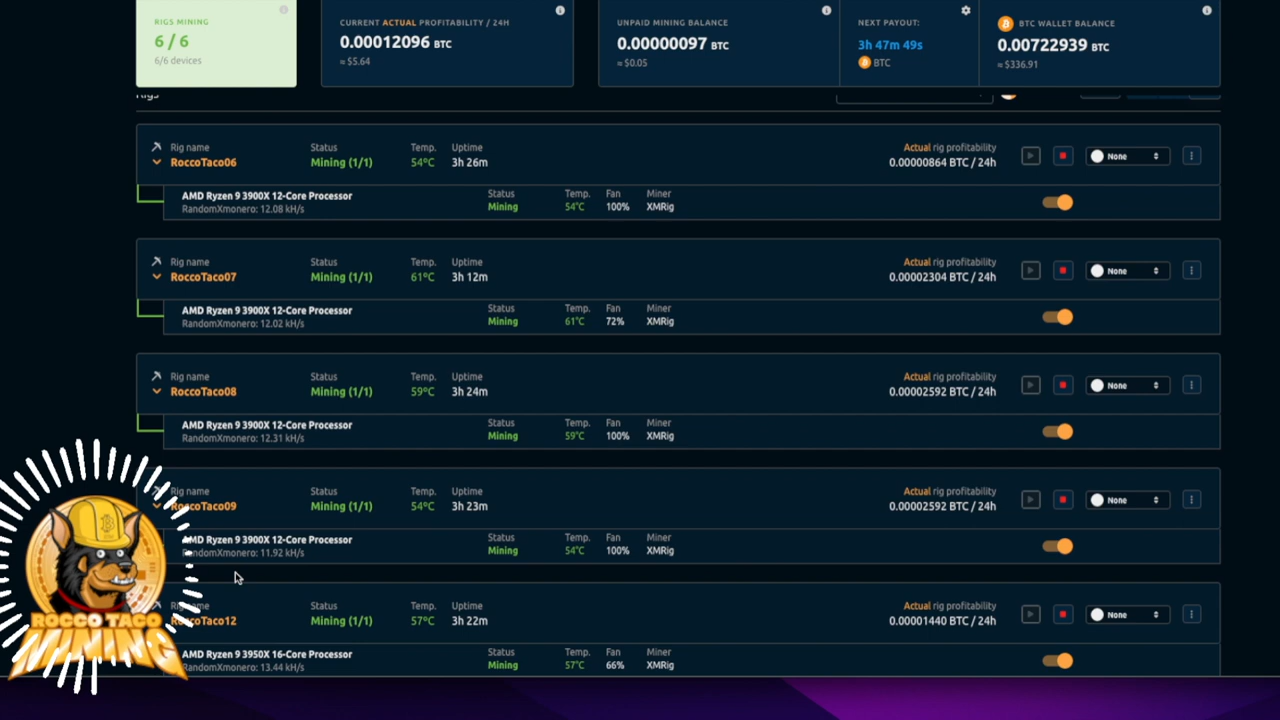 RIGS MINING
6 / 6
6/6 devices
CURRENT ACTUAL PROFITABILITY / 24H
0.00012096 BTC
≈ $5.64
UNPAID MINING BALANCE
0.00000097 BTC
≈ $0.05
NEXT PAYOUT:
3h 47m 49s
BTC
BTC WALLET BALANCE
0.00722939 BTC
≈ $336.91
Rigs
Rig name Status Temp. Uptime Actual rig profitability
RoccoTaco06 Mining (1/1) 54°C 3h 26m 0.00000864 BTC / 24h None
AMD Ryzen 9 3900X 12-Core Processor Status Temp. Fan Miner
RandomXmonero: 12.08 kH/s Mining 54°C 100% XMRig
Rig name Status Temp. Uptime Actual rig profitability
RoccoTaco07 Mining (1/1) 61°C 3h 12m 0.00002304 BTC / 24h None
AMD Ryzen 9 3900X 12-Core Processor Status Temp. Fan Miner
RandomXmonero: 12.02 kH/s Mining 61°C 72% XMRig
Rig name Status Temp. Uptime Actual rig profitability
RoccoTaco08 Mining (1/1) 59°C 3h 24m 0.00002592 BTC / 24h None
AMD Ryzen 9 3900X 12-Core Processor Status Temp. Fan Miner
RandomXmonero: 12.31 kH/s Mining 59°C 100% XMRig
Rig name Status Temp. Uptime Actual rig profitability
RoccoTaco09 Mining (1/1) 54°C 3h 23m 0.00002592 BTC / 24h None
AMD Ryzen 9 3900X 12-Core Processor Status Temp. Fan Miner
RandomXmonero: 11.92 kH/s Mining 54°C 100% XMRig
Rig name Status Temp. Uptime Actual rig profitability
RoccoTaco12 Mining (1/1) 57°C 3h 22m 0.00001440 BTC / 24h None
AMD Ryzen 9 3950X 16-Core Processor Status Temp. Fan Miner
RandomXmonero: 13.44 kH/s Mining 57°C 66% XMRig
ROCCO TACO
MINING